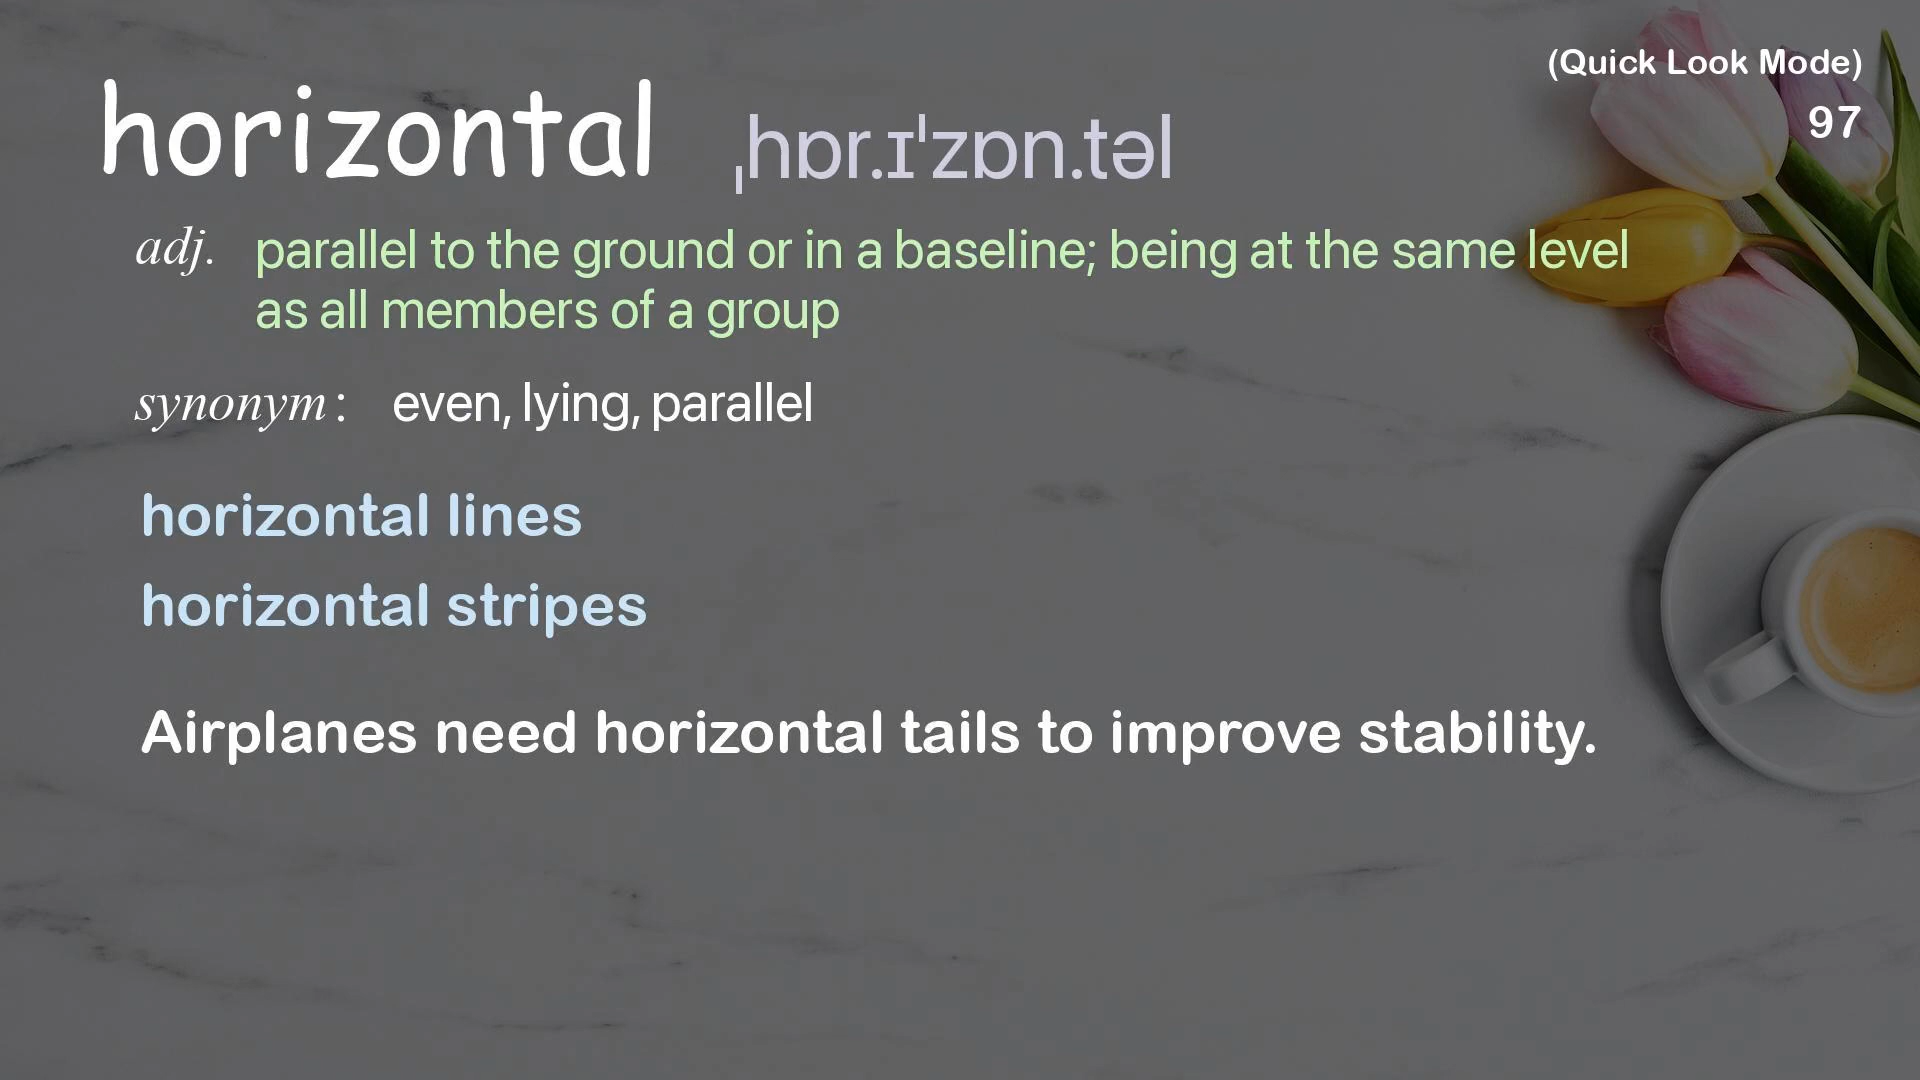 (Quick Look Mode)
97
horizontal ˌhɒr.ɪˈzɒn.təl
adj. parallel to the ground or in a baseline; being at the same level
as all members of a group
synonym: even, lying, parallel
horizontal lines
horizontal stripes
Airplanes need horizontal tails to improve stability.